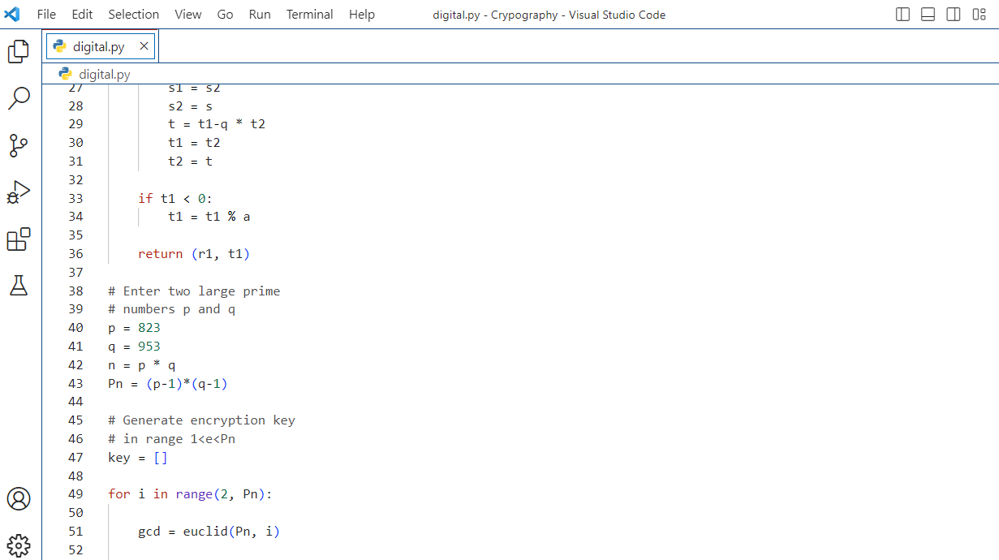 File Edit Selection View Go Run Terminal Help digital.py - Crypography - Visual Studio Code
digital.py
digital.py
27 s1 = s2
28 s2 = s
29 t = t1-q * t2
30 t1 = t2
31 t2 = t
32
33 if t1 < 0:
34 t1 = t1 % a
35
36 return (r1, t1)
37
38 # Enter two large prime
39 # numbers p and q
40 p = 823
41 q = 953
42 n = p * q
43 Pn = (p-1)*(q-1)
44
45 # Generate encryption key
46 # in range 1<e<Pn
47 key = []
48
49 for i in range(2, Pn):
50
51 gcd = euclid(Pn, i)
52